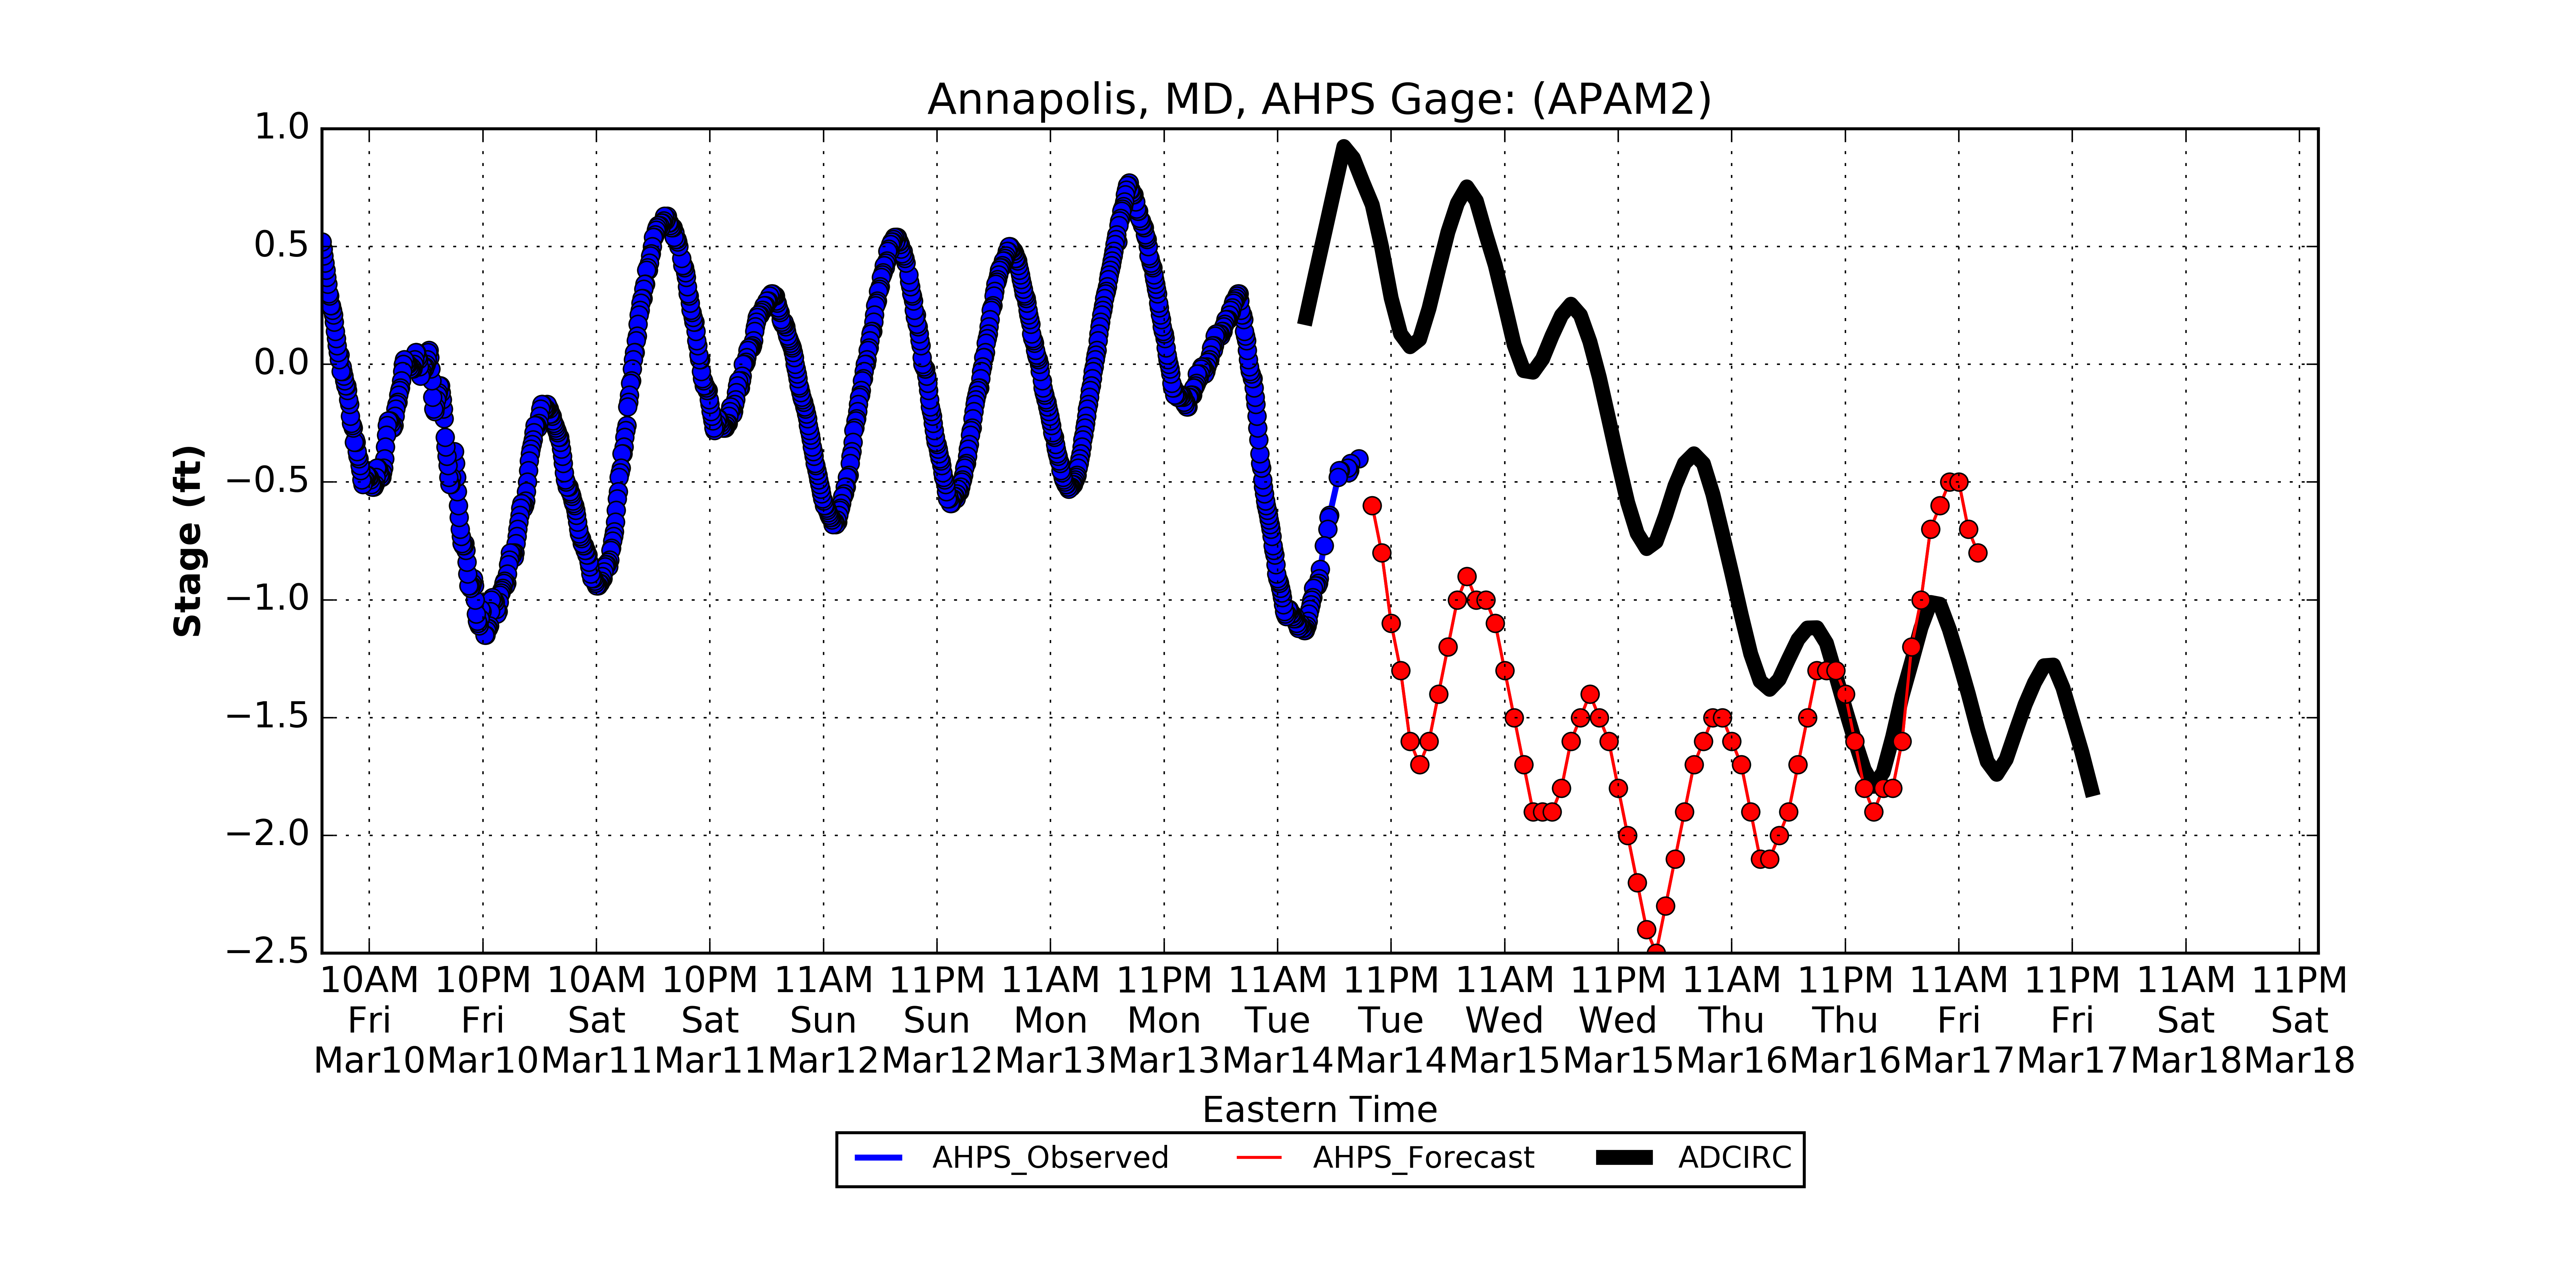 Annapolis, MD, AHPS Gage: (APAM2)
Stage (ft)
1.0
0.5
0.0
−0.5
−1.0
−1.5
−2.0
−2.5
10AM 10PM 10AM 10PM 11AM 11PM 11AM 11PM 11AM 11PM 11AM 11PM 11AM 11PM 11AM 11PM 11AM 11PM
Fri Fri Sat Sat Sun Sun Mon Mon Tue Tue Wed Wed Thu Thu Fri Fri Sat Sat
Mar10 Mar10 Mar11 Mar11 Mar12 Mar12 Mar13 Mar13 Mar14 Mar14 Mar15 Mar15 Mar16 Mar16 Mar17 Mar17 Mar18 Mar18
Eastern Time
AHPS_Observed AHPS_Forecast ADCIRC